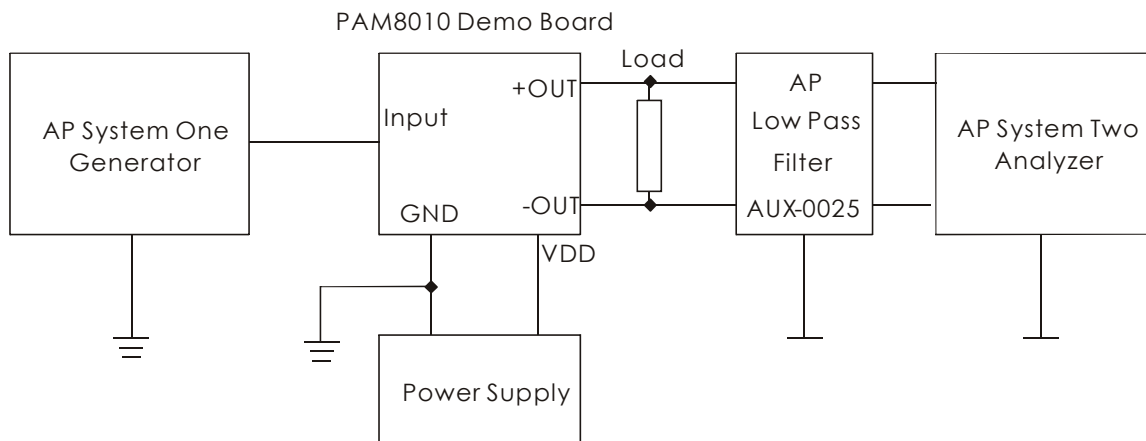 PAM8010 Demo Board
AP System One
Generator
Input
+OUT
-OUT
GND
VDD
Load
AP
Low Pass
Filter
AUX-0025
AP System Two
Analyzer
Power Supply